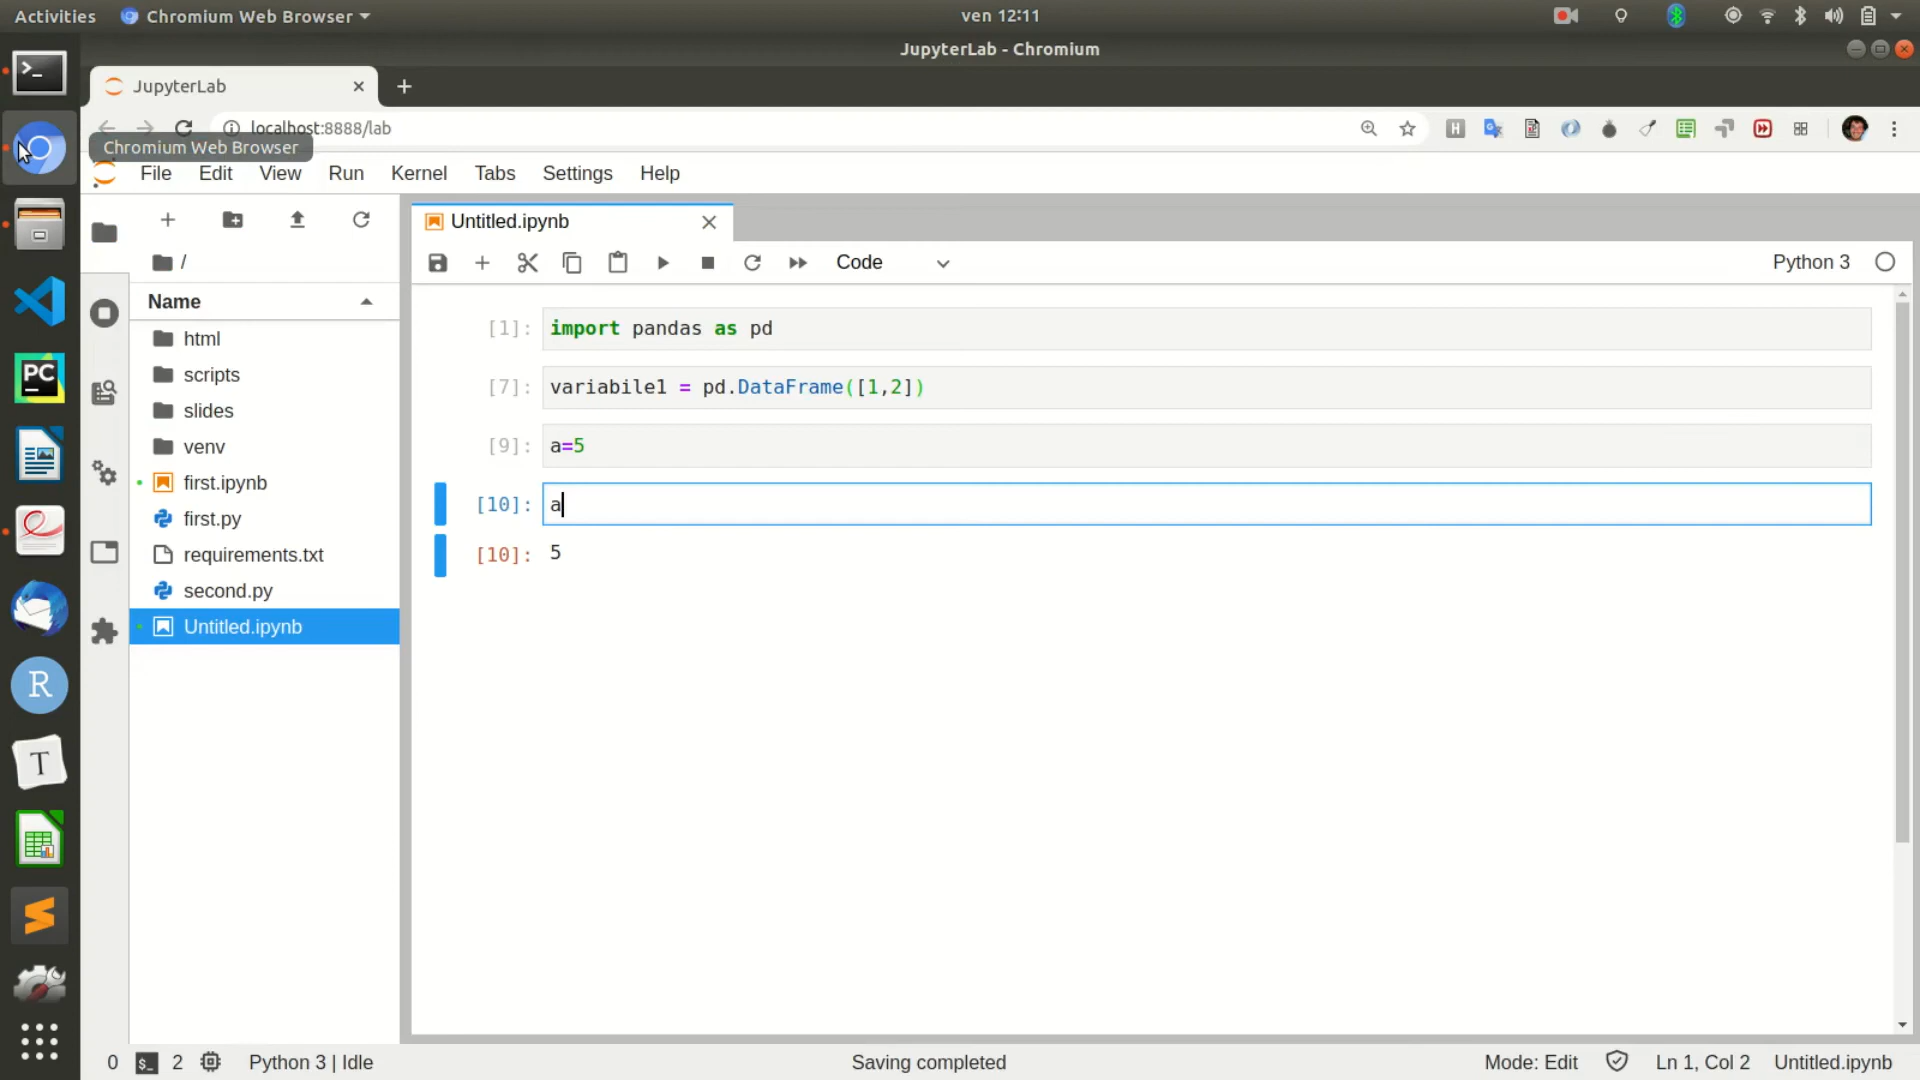 Activities Chromium Web Browser ven 12:11
JupyterLab - Chromium
JupyterLab
localhost:8888/lab
Chromium Web Browser
File Edit View Run Kernel Tabs Settings Help
Untitled.ipynb
Code Python 3
/
Name
html
scripts
slides
venv
first.ipynb
first.py
requirements.txt
second.py
Untitled.ipynb
[1]: import pandas as pd
[7]: variabile1 = pd.DataFrame([1,2])
[9]: a=5
[10]: a
[10]: 5
PC
R
T
0 $_ 2 Python 3 | Idle Saving completed Mode: Edit Ln 1, Col 2 Untitled.ipynb